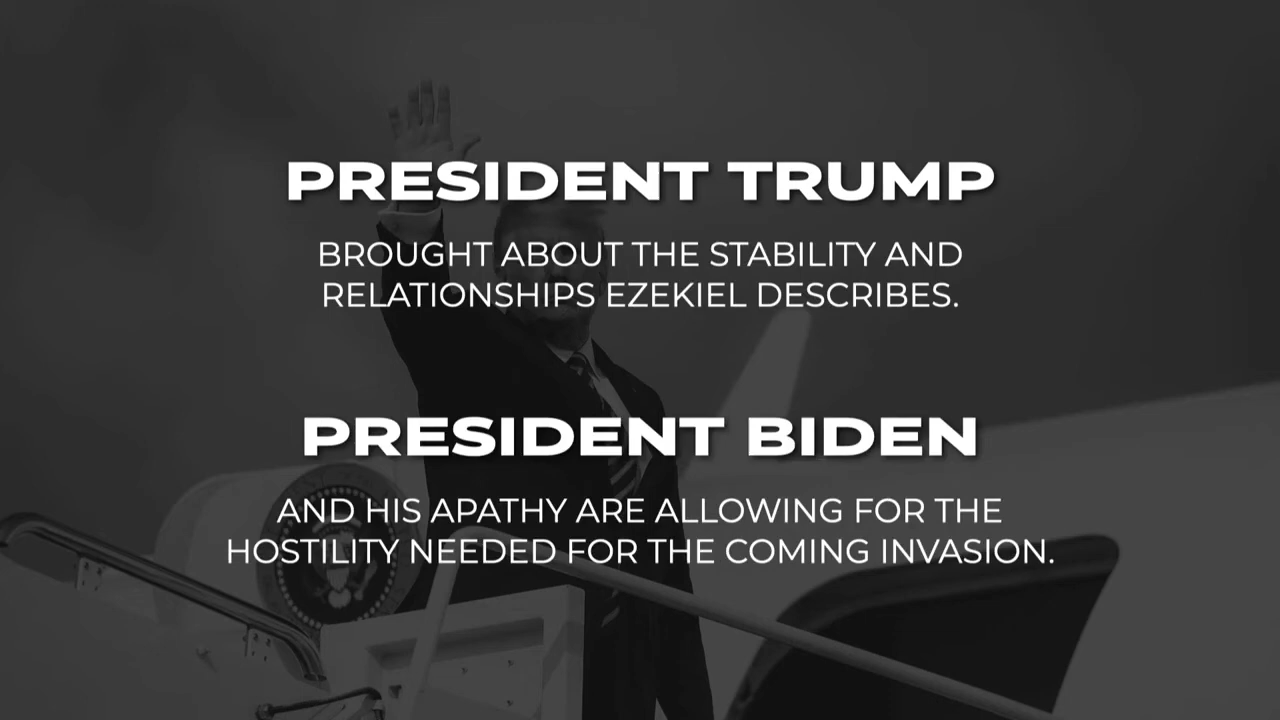 PRESIDENT TRUMP
BROUGHT ABOUT THE STABILITY AND
RELATIONSHIPS EZEKIEL DESCRIBES.
PRESIDENT BIDEN
AND HIS APATHY ARE ALLOWING FOR THE
HOSTILITY NEEDED FOR THE COMING INVASION.